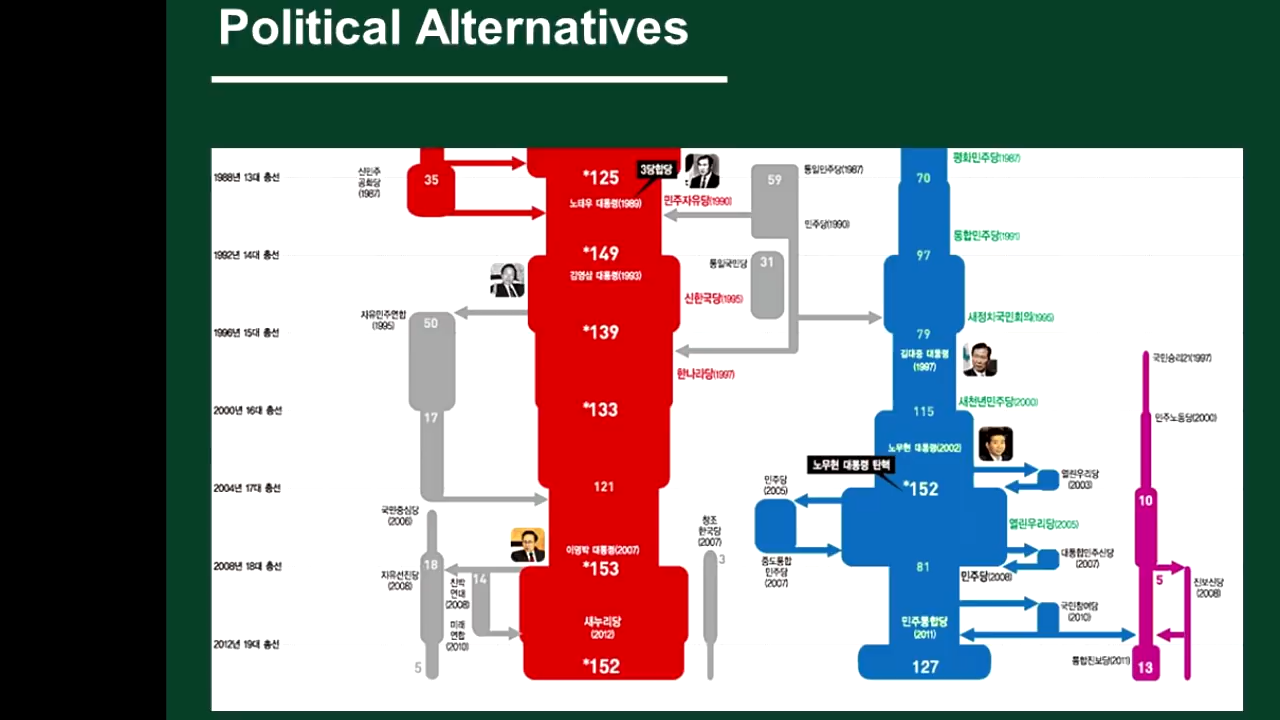 Political Alternatives
평화민주당(1987)
1988년 13대 총선
신민주
공화당
(1987)
35
*125
3당합당
59
통일민주당(1987)
70
노태우 대통령(1989)
민주자유당(1990)
민주당(1990)
통합민주당(1991)
1992년 14대 총선
*149
통일국민당
31
97
김영삼 대통령(1993)
신한국당(1995)
자유민주연합
(1995)
50
새정치국민회의(1995)
1996년 15대 총선
*139
79
김대중 대통령
(1997)
국민승리21(1997)
한나라당(1997)
새천년민주당(2000)
2000년 16대 총선
17
*133
115
민주노동당(2000)
노무현 대통령(2002)
노무현 대통령 탄핵
열린우리당
(2003)
2004년 17대 총선
121
민주당
(2005)
*152
10
국민중심당
(2006)
창조
한국당
(2007)
열린우리당(2005)
이명박 대통령(2007)
대통합민주신당
(2007)
2008년 18대 총선
18
*153
3
중도통합
민주당
(2007)
81
민주당(2008)
자유선진당
(2008)
친박
연대
(2008)
14
5
진보신당
(2008)
미래
연합
(2010)
새누리당
(2012)
민주통합당
(2011)
국민참여당
(2010)
2012년 19대 총선
5
*152
127
통합진보당(2011)
13